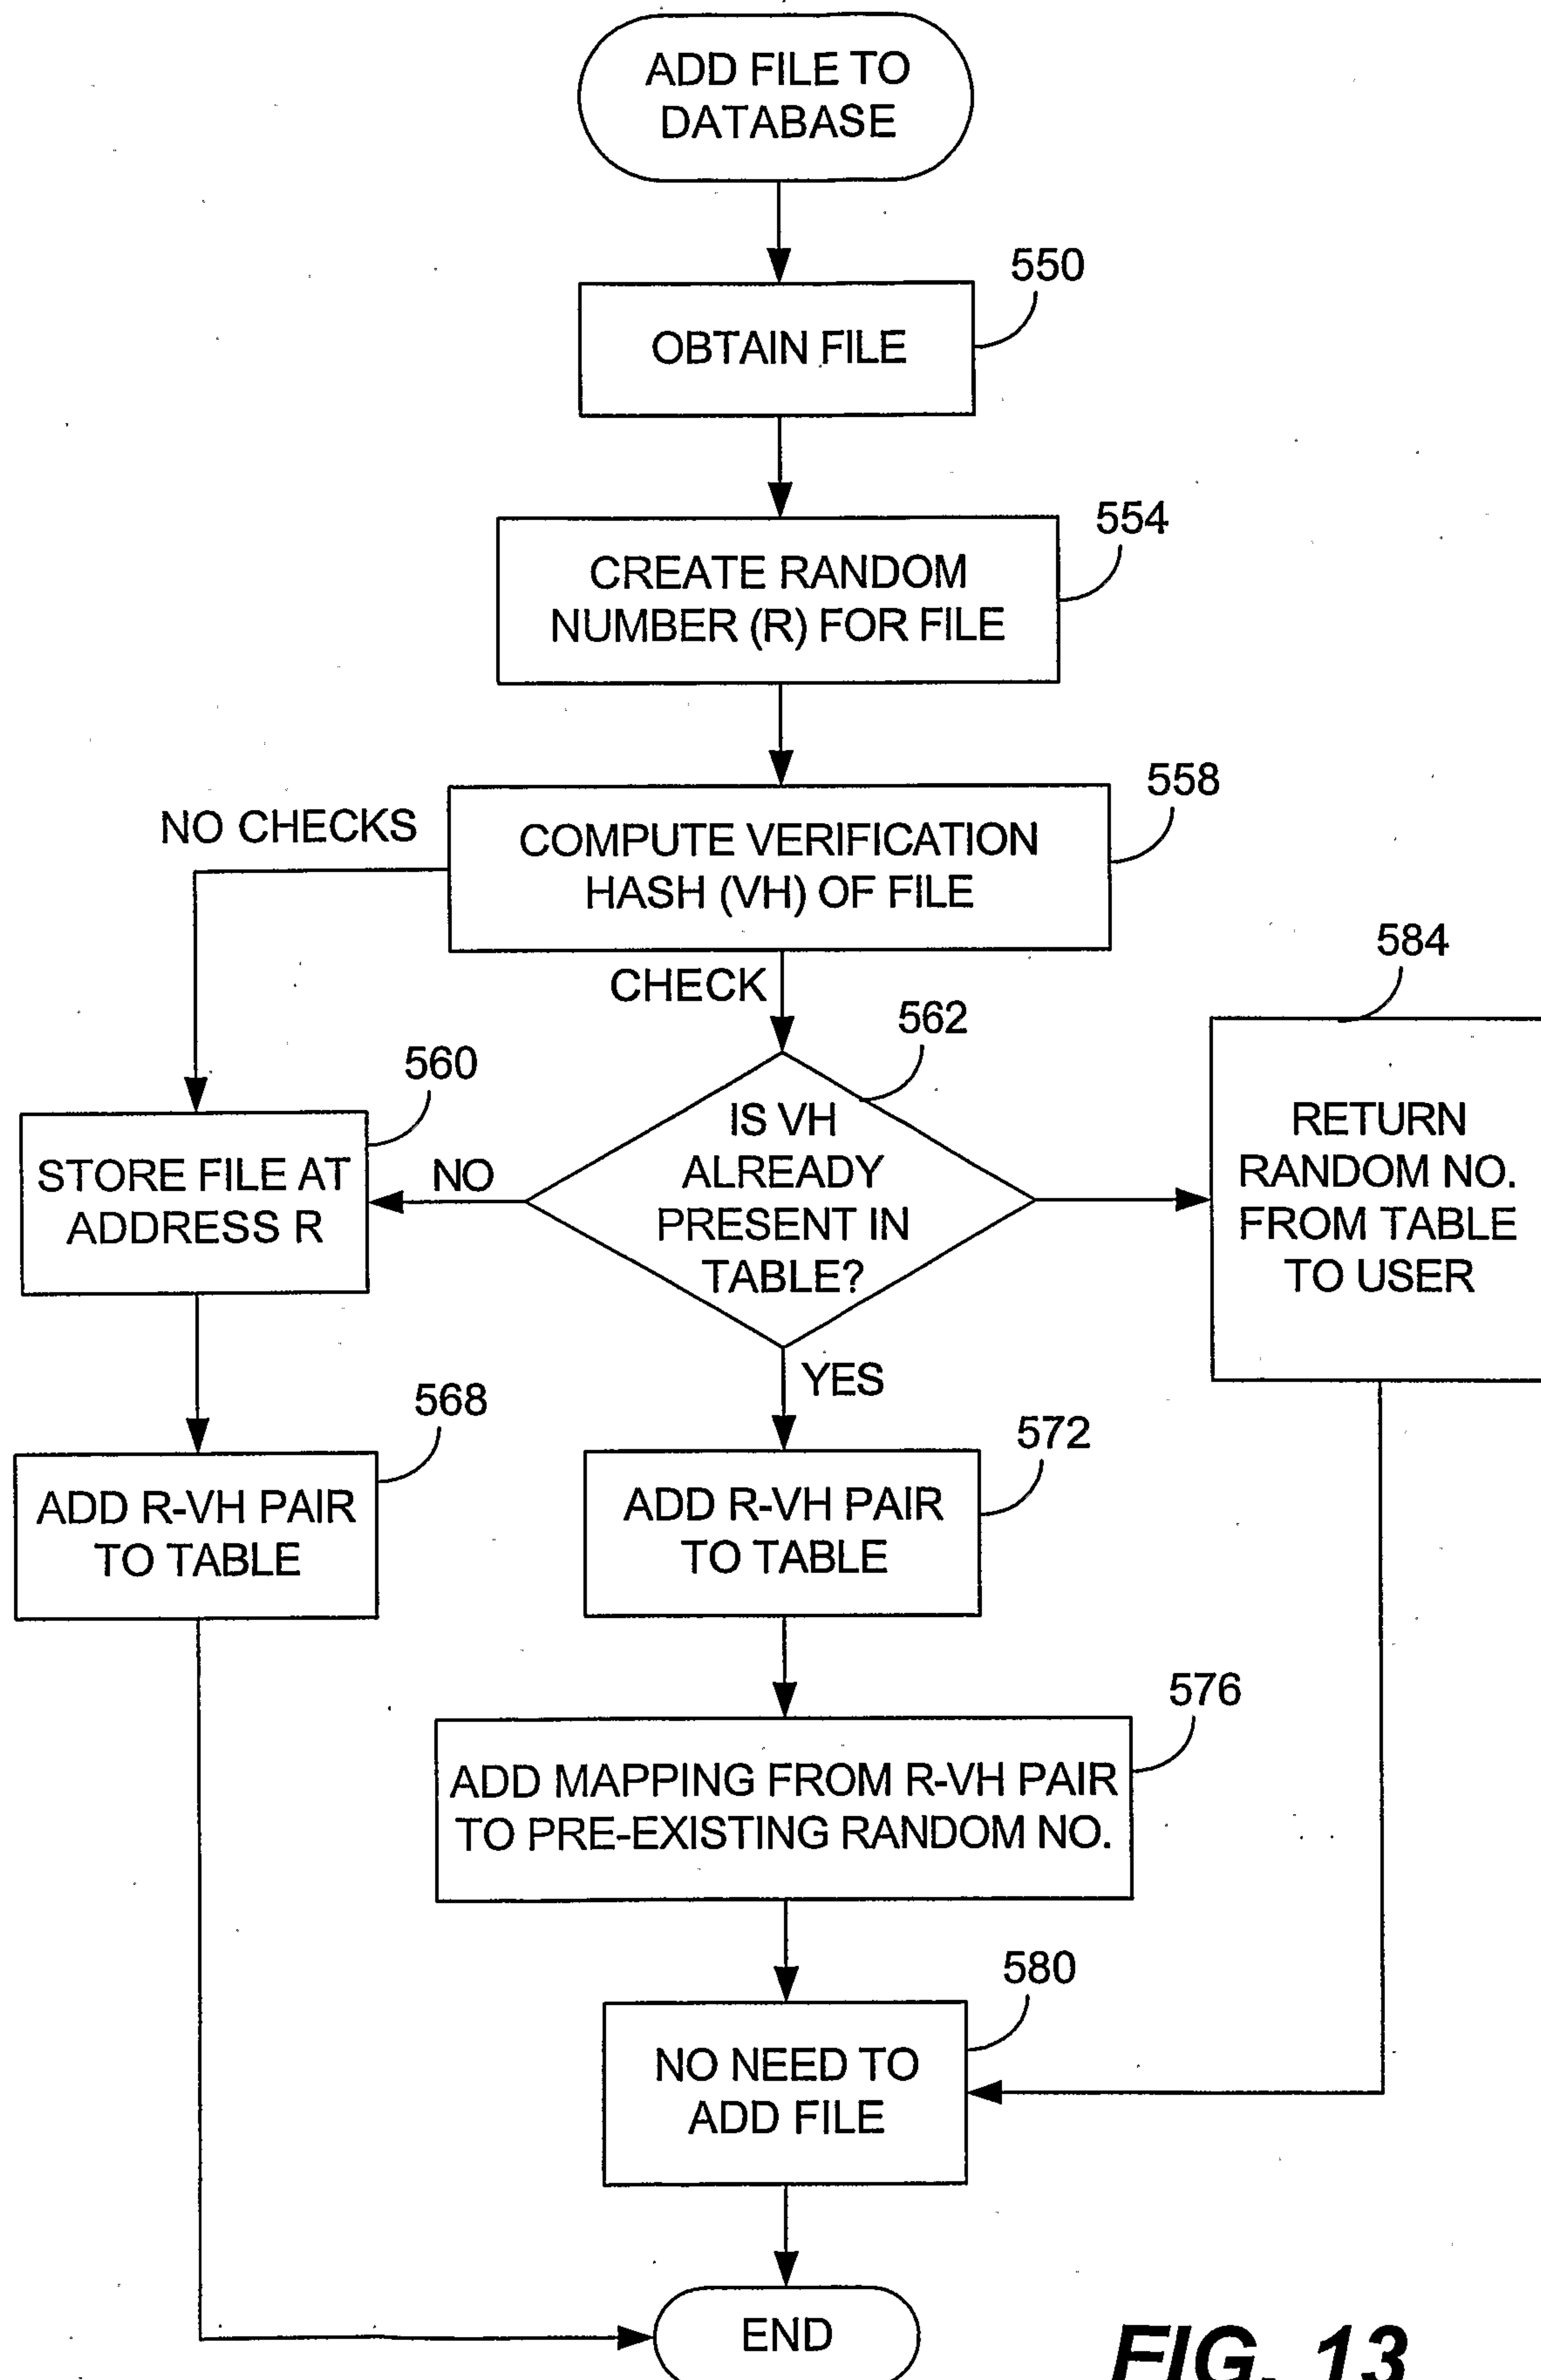 ADD FILE TO
DATABASE
550
OBTAIN FILE
554
CREATE RANDOM
NUMBER (R) FOR FILE
558
NO CHECKS
COMPUTE VERIFICATION
HASH (VH) OF FILE
CHECK
584
562
560
IS VH
ALREADY
PRESENT IN
TABLE?
NO
STORE FILE AT
ADDRESS R
RETURN
RANDOM NO.
FROM TABLE
TO USER
YES
568
572
ADD R-VH PAIR
TO TABLE
ADD R-VH PAIR
TO TABLE
576
ADD MAPPING FROM R-VH PAIR
TO PRE-EXISTING RANDOM NO.
580
NO NEED TO
ADD FILE
END
FIG. 13